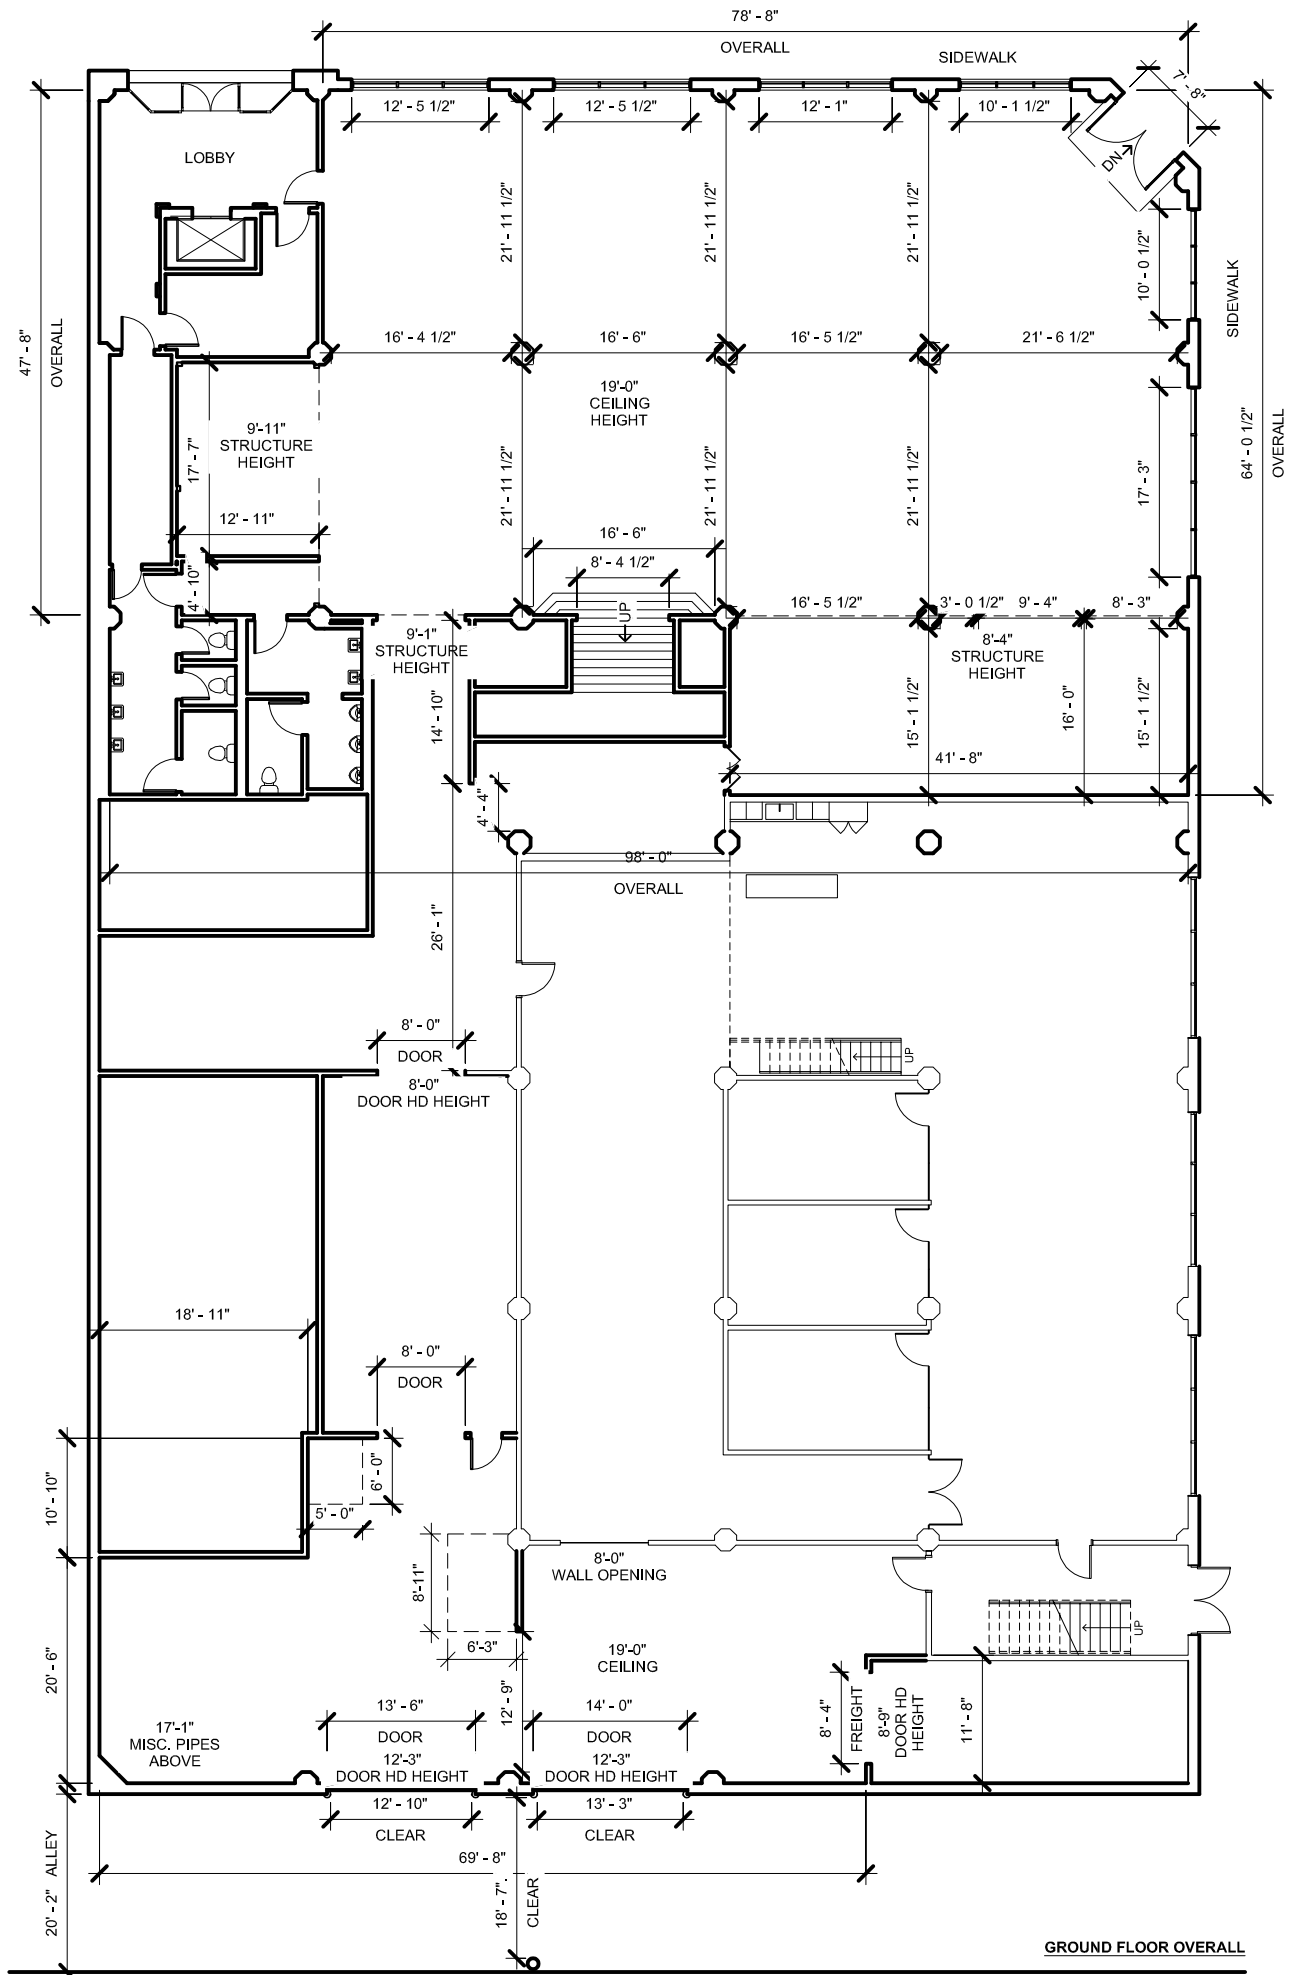 78' - 8"
OVERALL
SIDEWALK
7' - 8"
12' - 5 1/2"
12' - 5 1/2"
12' - 1"
10' - 1 1/2"
LOBBY
DN
47' - 8"
OVERALL
21' - 11 1/2"
21' - 11 1/2"
21' - 11 1/2"
10' - 0 1/2"
SIDEWALK
16' - 4 1/2"
16' - 6"
16' - 5 1/2"
21' - 6 1/2"
19'-0"
CEILING
HEIGHT
9'-11"
STRUCTURE
HEIGHT
17' - 7"
21' - 11 1/2"
21' - 11 1/2"
21' - 11 1/2"
17' - 3"
64' - 0 1/2"
OVERALL
12' - 11"
16' - 6"
8' - 4 1/2"
4' - 10"
UP
16' - 5 1/2"
3' - 0 1/2"
9' - 4"
8' - 3"
9'-1"
STRUCTURE
HEIGHT
8'-4"
STRUCTURE
HEIGHT
14' - 10"
15' - 1 1/2"
16' - 0"
15' - 1 1/2"
41' - 8"
4' - 4"
98' - 0"
OVERALL
26' - 1"
8' - 0"
DOOR
8'-0"
DOOR HD HEIGHT
UP
18' - 11"
8' - 0"
DOOR
10' - 10"
6' - 0"
5' - 0"
8'-11"
8'-0"
WALL OPENING
6'-3"
UP
20' - 6"
19'-0"
CEILING
12' - 9"
13' - 6"
DOOR
12'-3"
DOOR HD HEIGHT
14' - 0"
DOOR
12'-3"
DOOR HD HEIGHT
8' - 4"
FREIGHT
8'-9"
DOOR HD
HEIGHT
11' - 8"
17'-1"
MISC. PIPES
ABOVE
12' - 10"
CLEAR
13' - 3"
CLEAR
69' - 8"
20' - 2" ALLEY
18' - 7".
CLEAR
GROUND FLOOR OVERALL